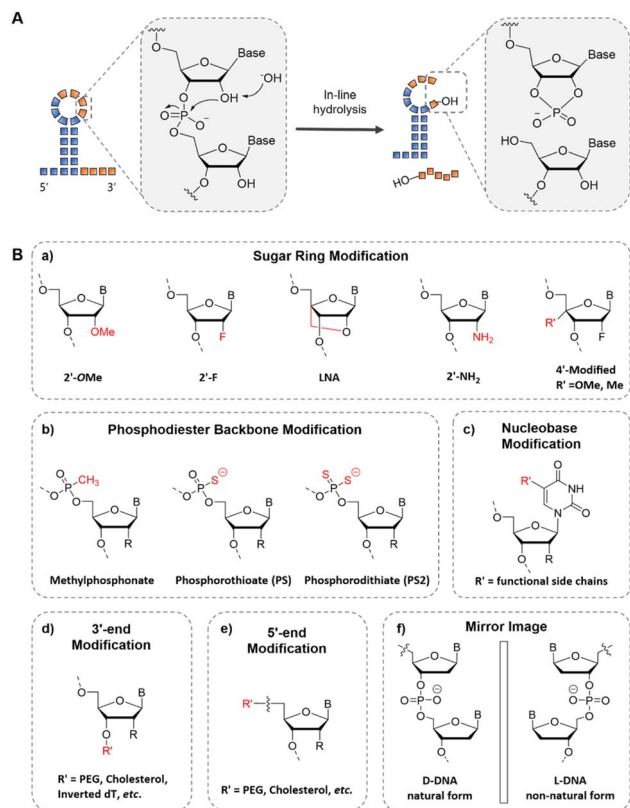 A
Base
O
O
OH
-OH
O
O=P-O-
O
Base
O
O
OH
5'
3'
In-line
hydrolysis
OH
HO
Base
O
O
O
O
P
-O
O
HO
Base
O
O
OH
B
a)
Sugar Ring Modification
O
O
B
O
OMe
2'-OMe
O
O
B
O
F
2'-F
O
O
B
O
O
LNA
O
O
B
O
NH2
2'-NH2
O
O
B
R'
O
F
4'-Modified
R' =OMe, Me
b)
Phosphodiester Backbone Modification
O
CH3
O
P
O
O
B
O
R
Methylphosphonate
O
S⊖
O
P
O
O
B
O
R
Phosphorothioate (PS)
S
S⊖
O
P
O
O
B
O
R
Phosphorodithiate (PS2)
c)
Nucleobase
Modification
R'
O
NH
N
O
O
O
O
R
R' = functional side chains
d)
3'-end
Modification
O
O
B
O
R
R'
R' = PEG, Cholesterol,
Inverted dT, etc.
e)
5'-end
Modification
R'
O
B
O
R
R' = PEG, Cholesterol, etc.
f)
Mirror Image
O
B
O
O
⊖
O=P-O
O
O
B
O
D-DNA
natural form
B
O
O
O
⊖
O-P=O
O
B
O
O
L-DNA
non-natural form